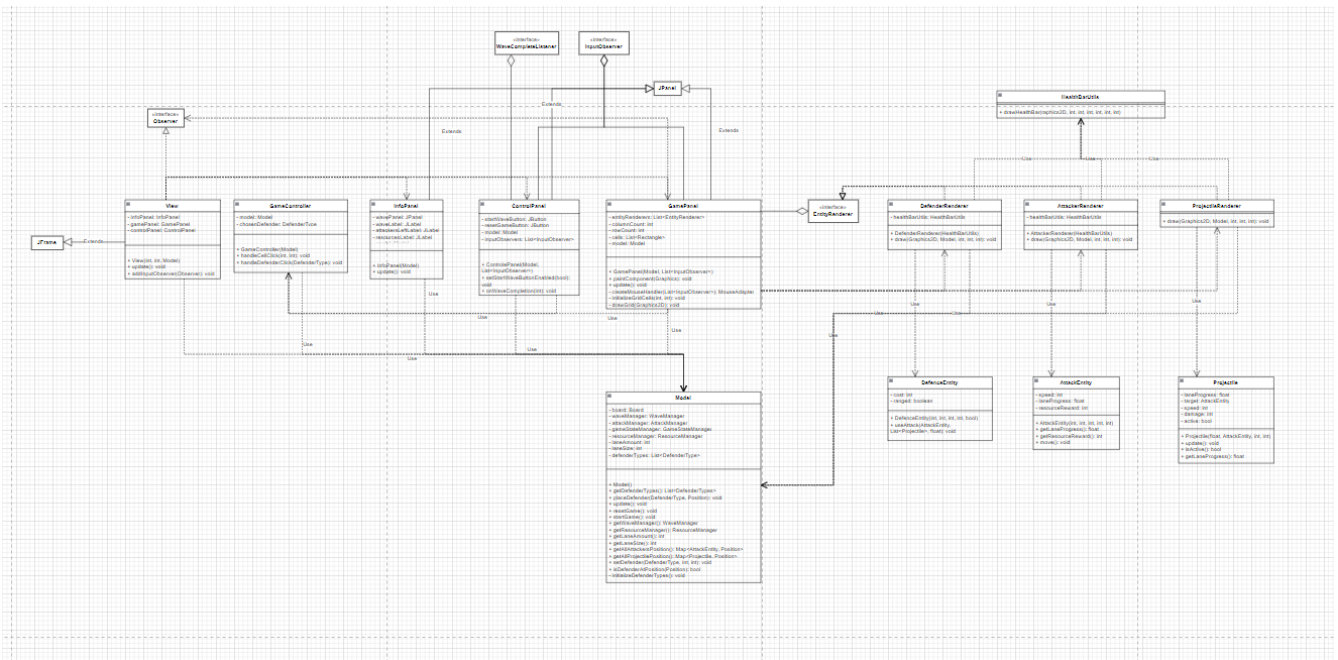 «interface»
WaveCompleteListener
«interface»
InputObserver
JPanel
Extends
«interface»
Observer
Extends
Extends
HealthBarUtils
+ drawHealthBar(Graphics2D, int, int, int, int, int, int)
Use
Use
Use
View
- infoPanel: InfoPanel
- gamePanel: GamePanel
- controlPanel: ControlPanel
+ View(int, int, Model)
+ update(): void
+ addInputObserver(Observer): void
GameController
- model: Model
- chosenDefender: DefenderType
+ GameController(Model)
+ handleCellClick(int, int): void
+ handleDefenderClick(DefenderType): void
InfoPanel
- wavePanel: JPanel
- waveLabel: JLabel
- attackersLeftLabel: JLabel
- resourcesLabel: JLabel
+ InfoPanel(Model)
+ update(): void
ControlPanel
- startWaveButton: JButton
- resetGameButton: JButton
- model: Model
- inputObservers: List<InputObserver>
+ ControlPanel(Model,
List<InputObserver>)
+ setStartWaveButtonEnabled(bool):
void
+ onWaveCompletion(int): void
GamePanel
- entityRenderers: List<EntityRenderer>
- columnCount: int
- rowCount: int
- cells: List<Rectangle>
- model: Model
+ GamePanel(Model, List<InputObserver>)
+ paintComponent(Graphics): void
+ update(): void
- createMouseHandler(List<InputObserver>): MouseAdapter
- initializeGridCells(int, int): void
- drawGrid(Graphics2D): void
«interface»
EntityRenderer
DefenderRenderer
- healthBarUtils: HealthBarUtils
+ DefenderRenderer(HealthBarUtils)
+ draw(Graphics2D, Model, int, int, int): void
AttackerRenderer
- healthBarUtils: HealthBarUtils
+ AttackerRenderer(HealthBarUtils)
+ draw(Graphics2D, Model, int, int, int): void
ProjectileRenderer
+ draw(Graphics2D, Model, int, int, int): void
JFrame
Extends
Use
Use
Use
Use
Use
Use
Use
Use
Use
Use
Use
Use
Use
Use
Model
- board: Board
- waveManager: WaveManager
- attackManager: AttackManager
- gameStateManager: GameStateManager
- resourceManager: ResourceManager
- laneAmount: int
- laneSize: int
- defenderTypes: List<DefenderType>
+ Model()
+ getDefenderTypes(): List<DefenderType>
+ placeDefender(DefenderType, Position): void
+ update(): void
+ resetGame(): void
+ startGame(): void
+ getWaveManager(): WaveManager
+ getResourceManager(): ResourceManager
+ getLaneAmount(): int
+ getLaneSize(): int
+ getAllAttackersPosition(): Map<AttackEntity, Position>
+ getAllProjectilePosition(): Map<Projectile, Position>
+ setDefender(DefenderType, int, int): void
+ isDefenderAtPosition(Position): bool
- initializeDefenderTypes(): void
DefenceEntity
- cost: int
- ranged: boolean
+ DefenceEntity(int, int, int, int, bool)
+ useAttack(AttackEntity,
List<Projectile>, float): void
AttackEntity
- speed: int
- laneProgress: float
- resourceReward: int
+ AttackEntity(int, int, int, int, int)
+ getLaneProgress(): float
+ getResourceReward(): int
+ move(): void
Projectile
- laneProgress: float
- target: AttackEntity
- speed: int
- damage: int
- active: bool
+ Projectile(float, AttackEntity, int, int)
+ update(): void
+ isActive(): bool
+ getLaneProgress(): float